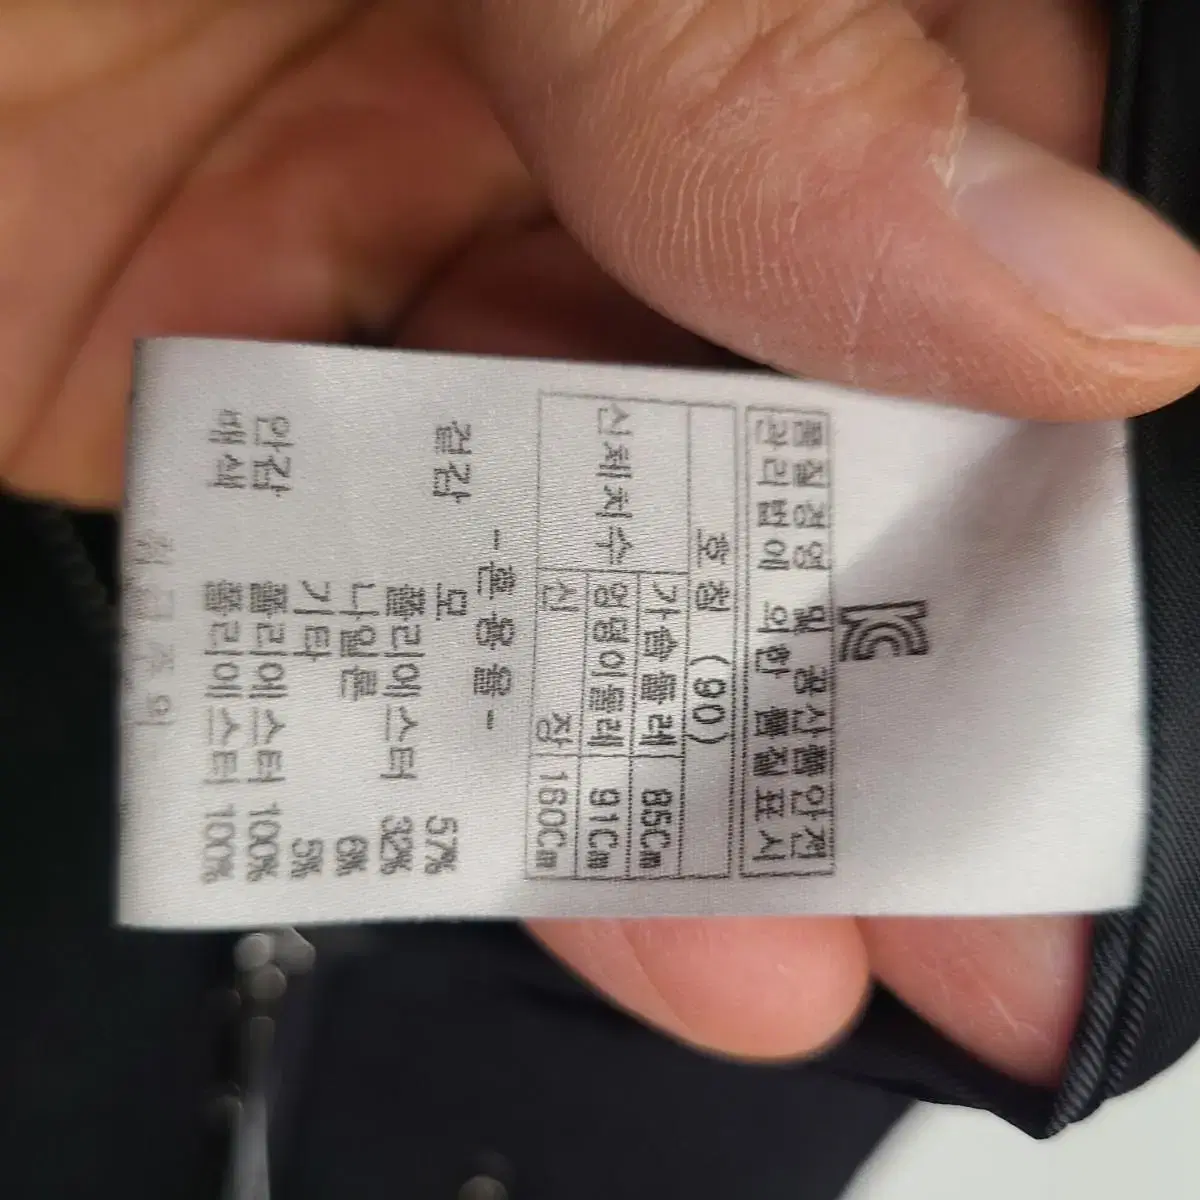 KC
품질경영 및 공산품안전
관리법에 의한 품질표시
호칭 (90)
신체치수 가슴둘레 85Cm
엉덩이둘레 91Cm
신장 160Cm
-혼용율-
겉감 모 57%
폴리에스터 32%
나일론 6%
기타 5%
안감 폴리에스터 100%
배색 폴리에스터 100%
취급주의